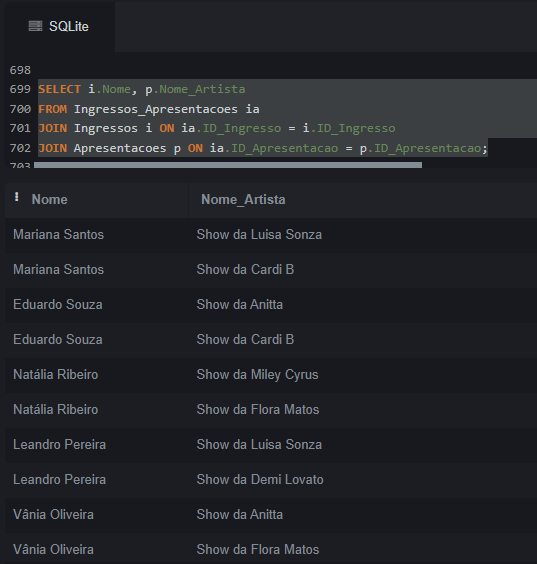 SQLite
698
699 SELECT i.Nome, p.Nome_Artista
700 FROM Ingressos_Apresentacoes ia
701 JOIN Ingressos i ON ia.ID_Ingresso = i.ID_Ingresso
702 JOIN Apresentacoes p ON ia.ID_Apresentacao = p.ID_Apresentacao;
703
Nome Nome_Artista
Mariana Santos Show da Luisa Sonza
Mariana Santos Show da Cardi B
Eduardo Souza Show da Anitta
Eduardo Souza Show da Cardi B
Natália Ribeiro Show da Miley Cyrus
Natália Ribeiro Show da Flora Matos
Leandro Pereira Show da Luisa Sonza
Leandro Pereira Show da Demi Lovato
Vânia Oliveira Show da Anitta
Vânia Oliveira Show da Flora Matos